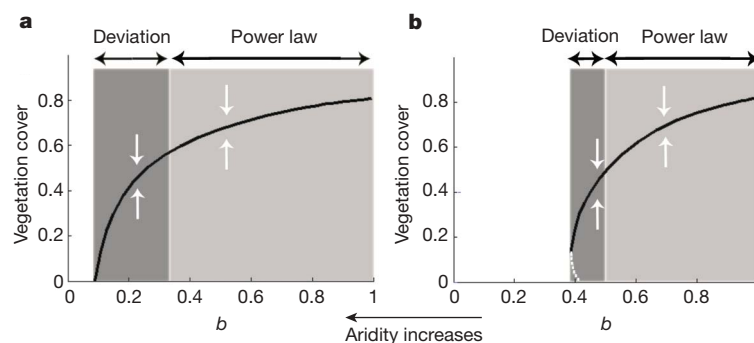 a
Deviation Power law
Vegetation cover
0.8
0.6
0.4
0.2
0
0 0.2 0.4 0.6 0.8 1
b
b
Deviation Power law
Vegetation cover
0.8
0.6
0.4
0.2
0
0 0.2 0.4 0.6 0.8
b
Aridity increases